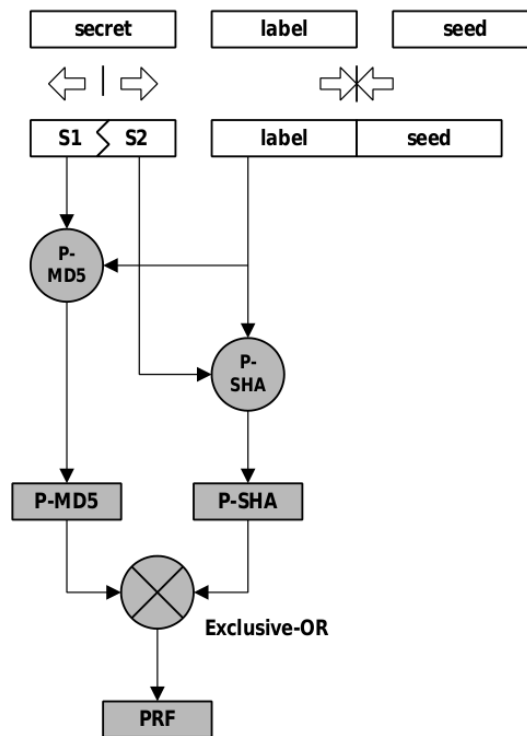 secret label seed
S1 S2 label seed
P-
MD5
P-
SHA
P-MD5 P-SHA
Exclusive-OR
PRF